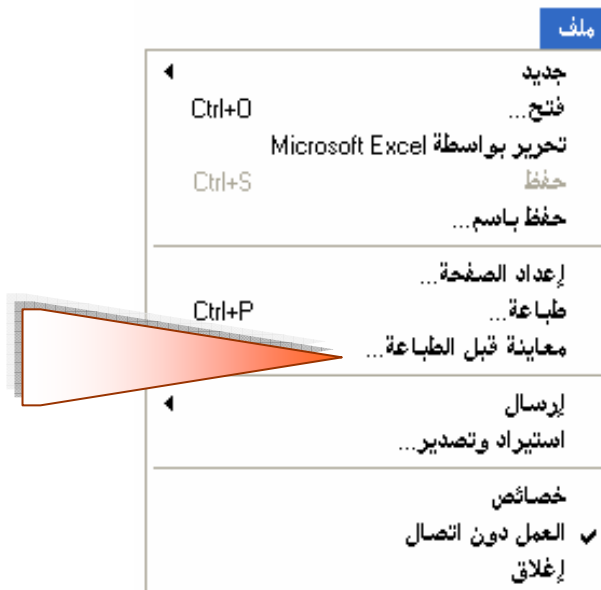 ملف
جديد
فتح... Ctrl+O
تحرير بواسطة Microsoft Excel
حفظ Ctrl+S
حفظ باسم...
إعداد الصفحة...
طباعة... Ctrl+P
معاينة قبل الطباعة...
إرسال
استيراد وتصدير...
خصائص
العمل دون اتصال
إغلاق